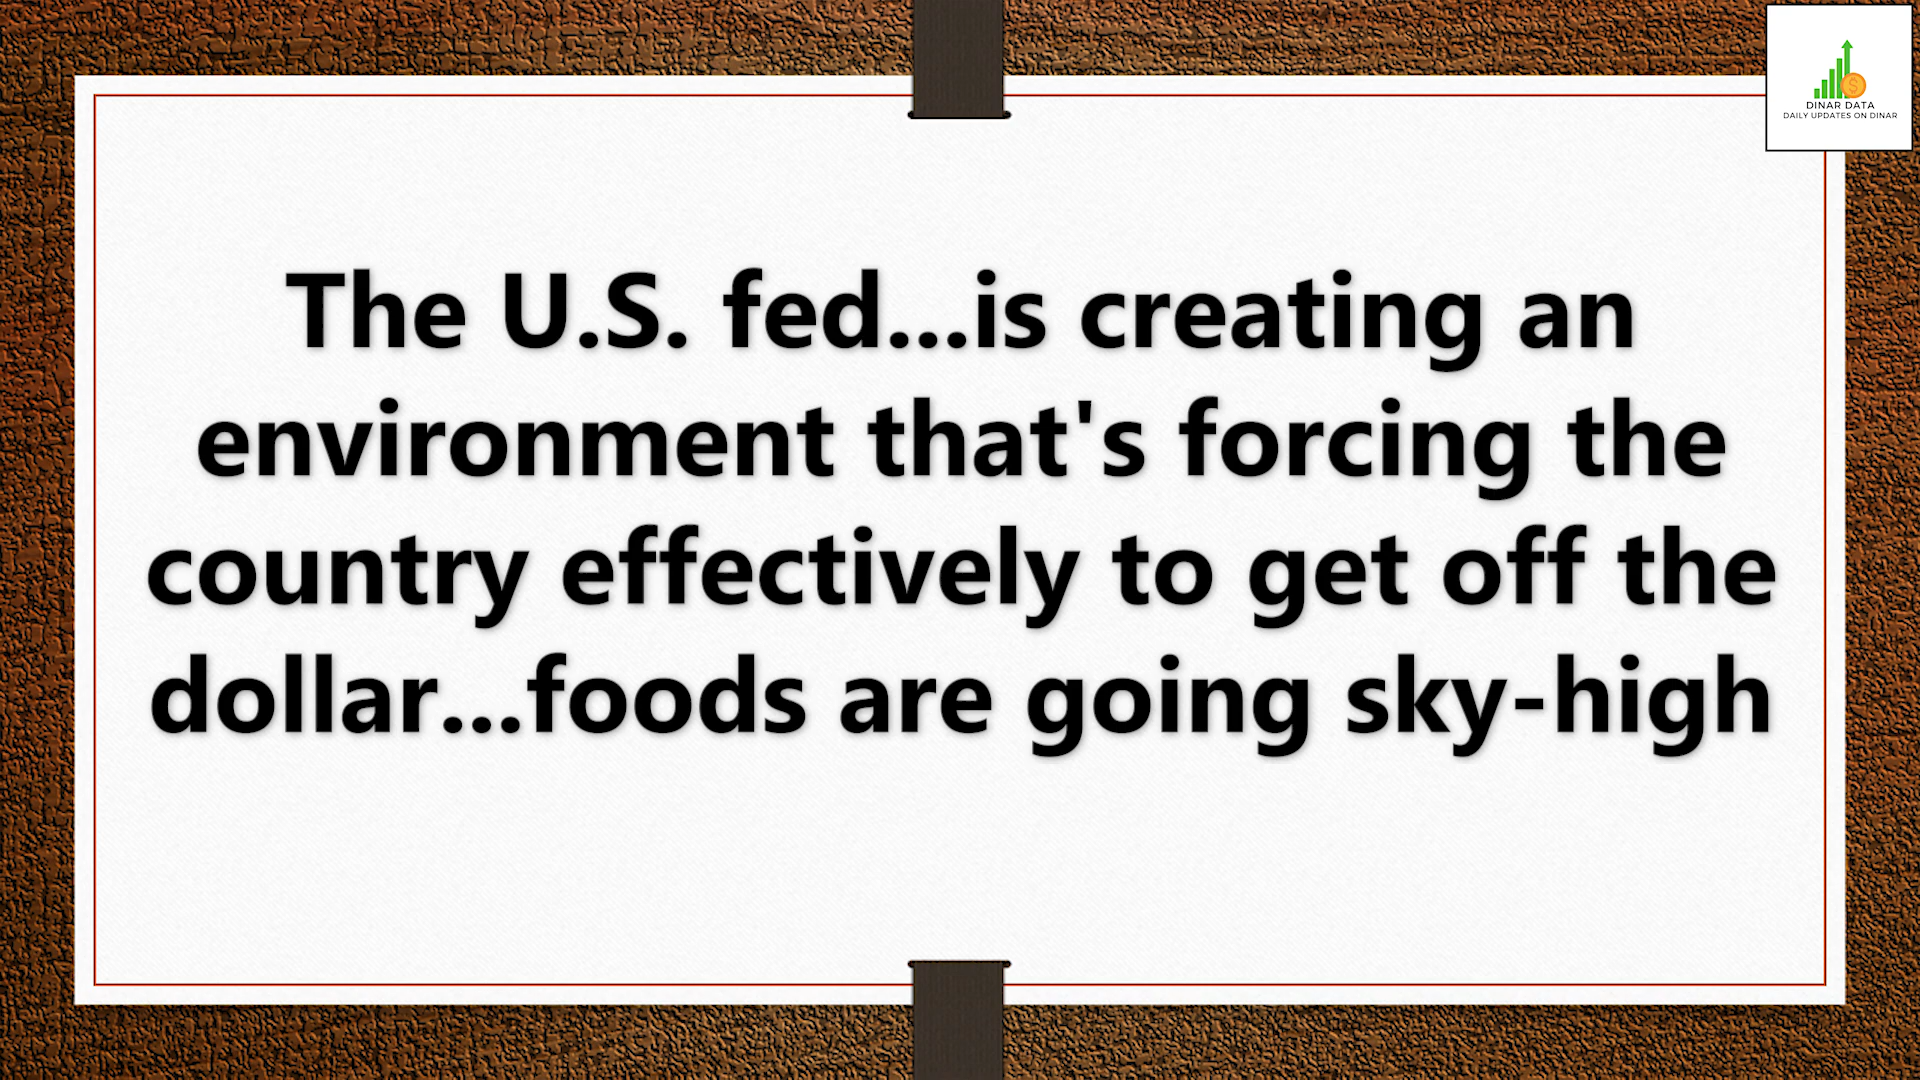 DINAR DATA
DAILY UPDATES ON DINAR
The U.S. fed...is creating an
environment that's forcing the
country effectively to get off the
dollar...foods are going sky-high